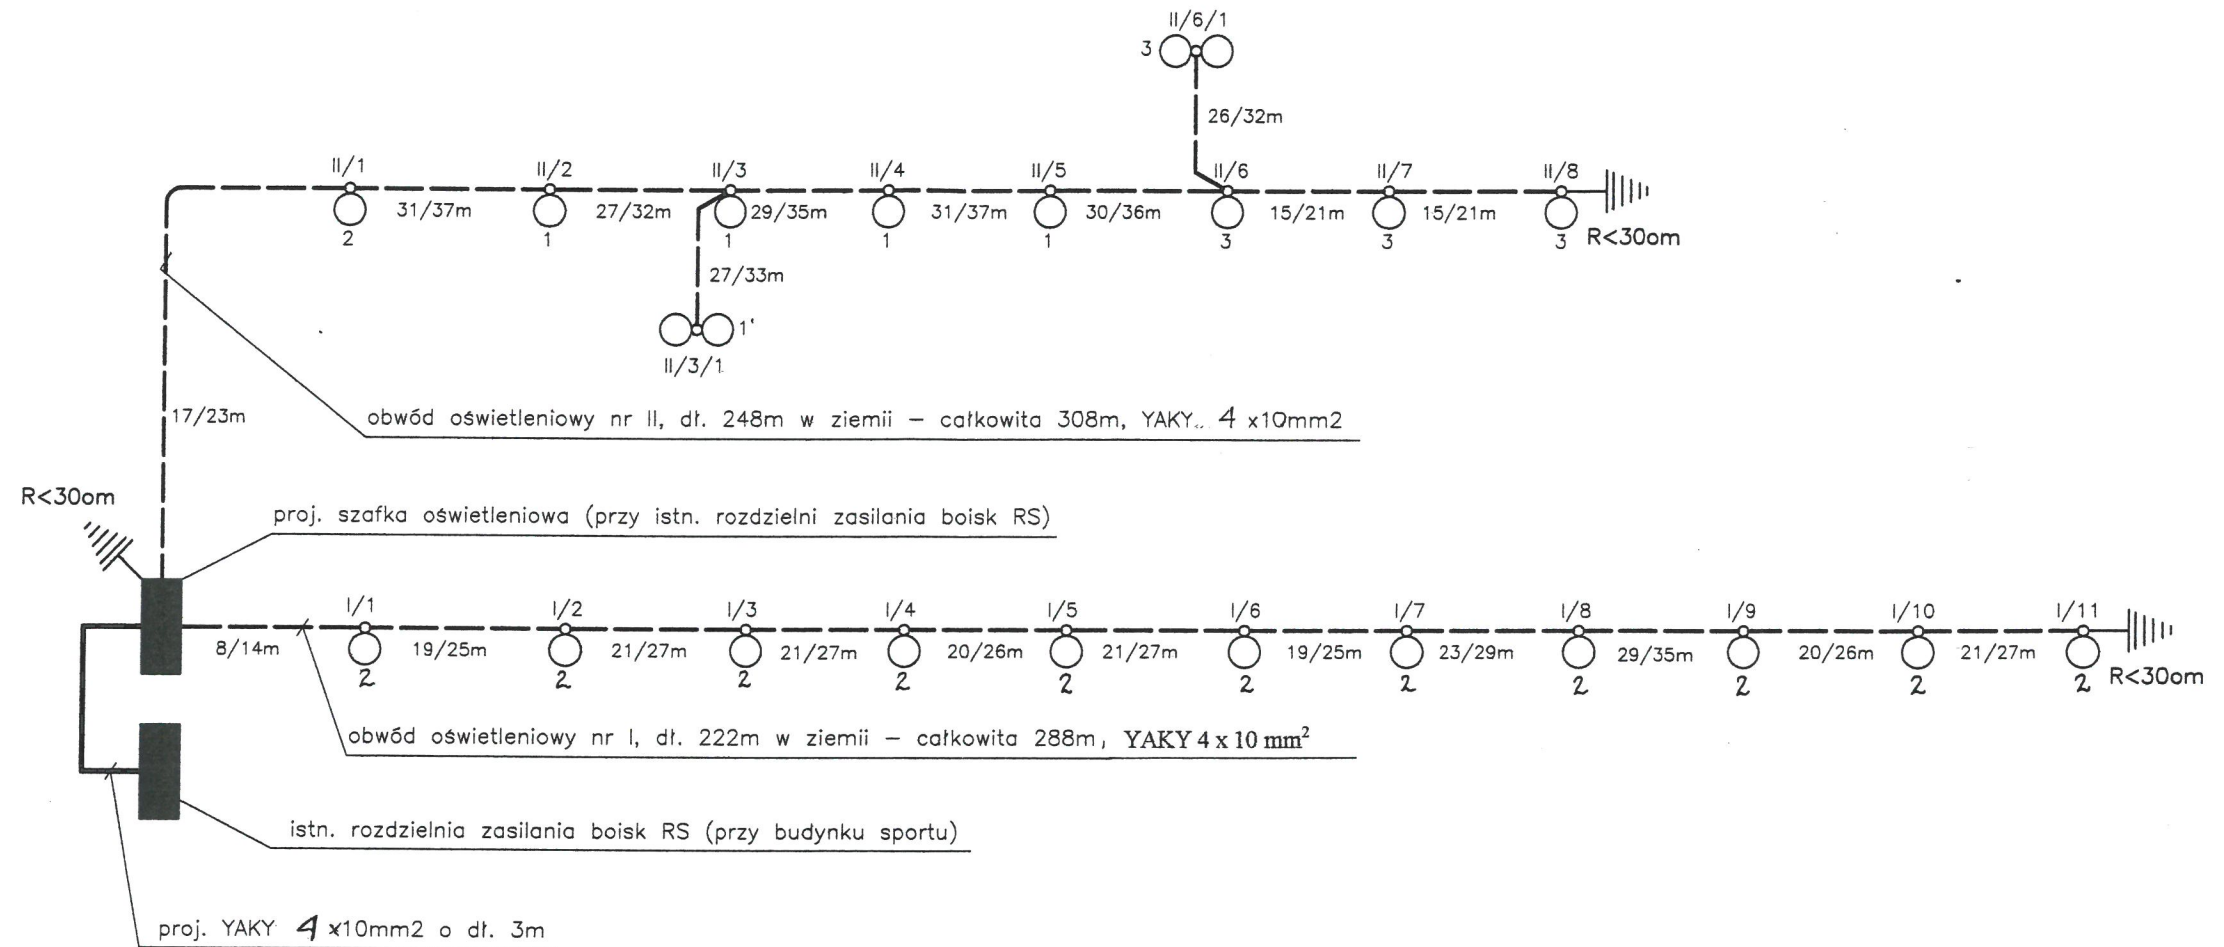 II/6/1
3
26/32m
II/1 II/2 II/3 II/4 II/5 II/6 II/7 II/8
31/37m 27/32m 29/35m 31/37m 30/36m 15/21m 15/21m
2 1 1 1 1 3 3 3 R<30om
27/33m
1'
II/3/1
17/23m
obwód oświetleniowy nr II, dł. 248m w ziemii – całkowita 308m, YAKY.. 4 x10mm2
R<30om
proj. szafka oświetleniowa (przy istn. rozdzielni zasilania boisk RS)
I/1 I/2 I/3 I/4 I/5 I/6 I/7 I/8 I/9 I/10 I/11
8/14m 19/25m 21/27m 21/27m 20/26m 21/27m 19/25m 23/29m 29/35m 20/26m 21/27m
2 2 2 2 2 2 2 2 2 2 2 R<30om
obwód oświetleniowy nr I, dł. 222m w ziemii – całkowita 288m, YAKY 4 x 10 mm²
istn. rozdzielnia zasilania boisk RS (przy budynku sportu)
proj. YAKY 4 x10mm2 o dł. 3m